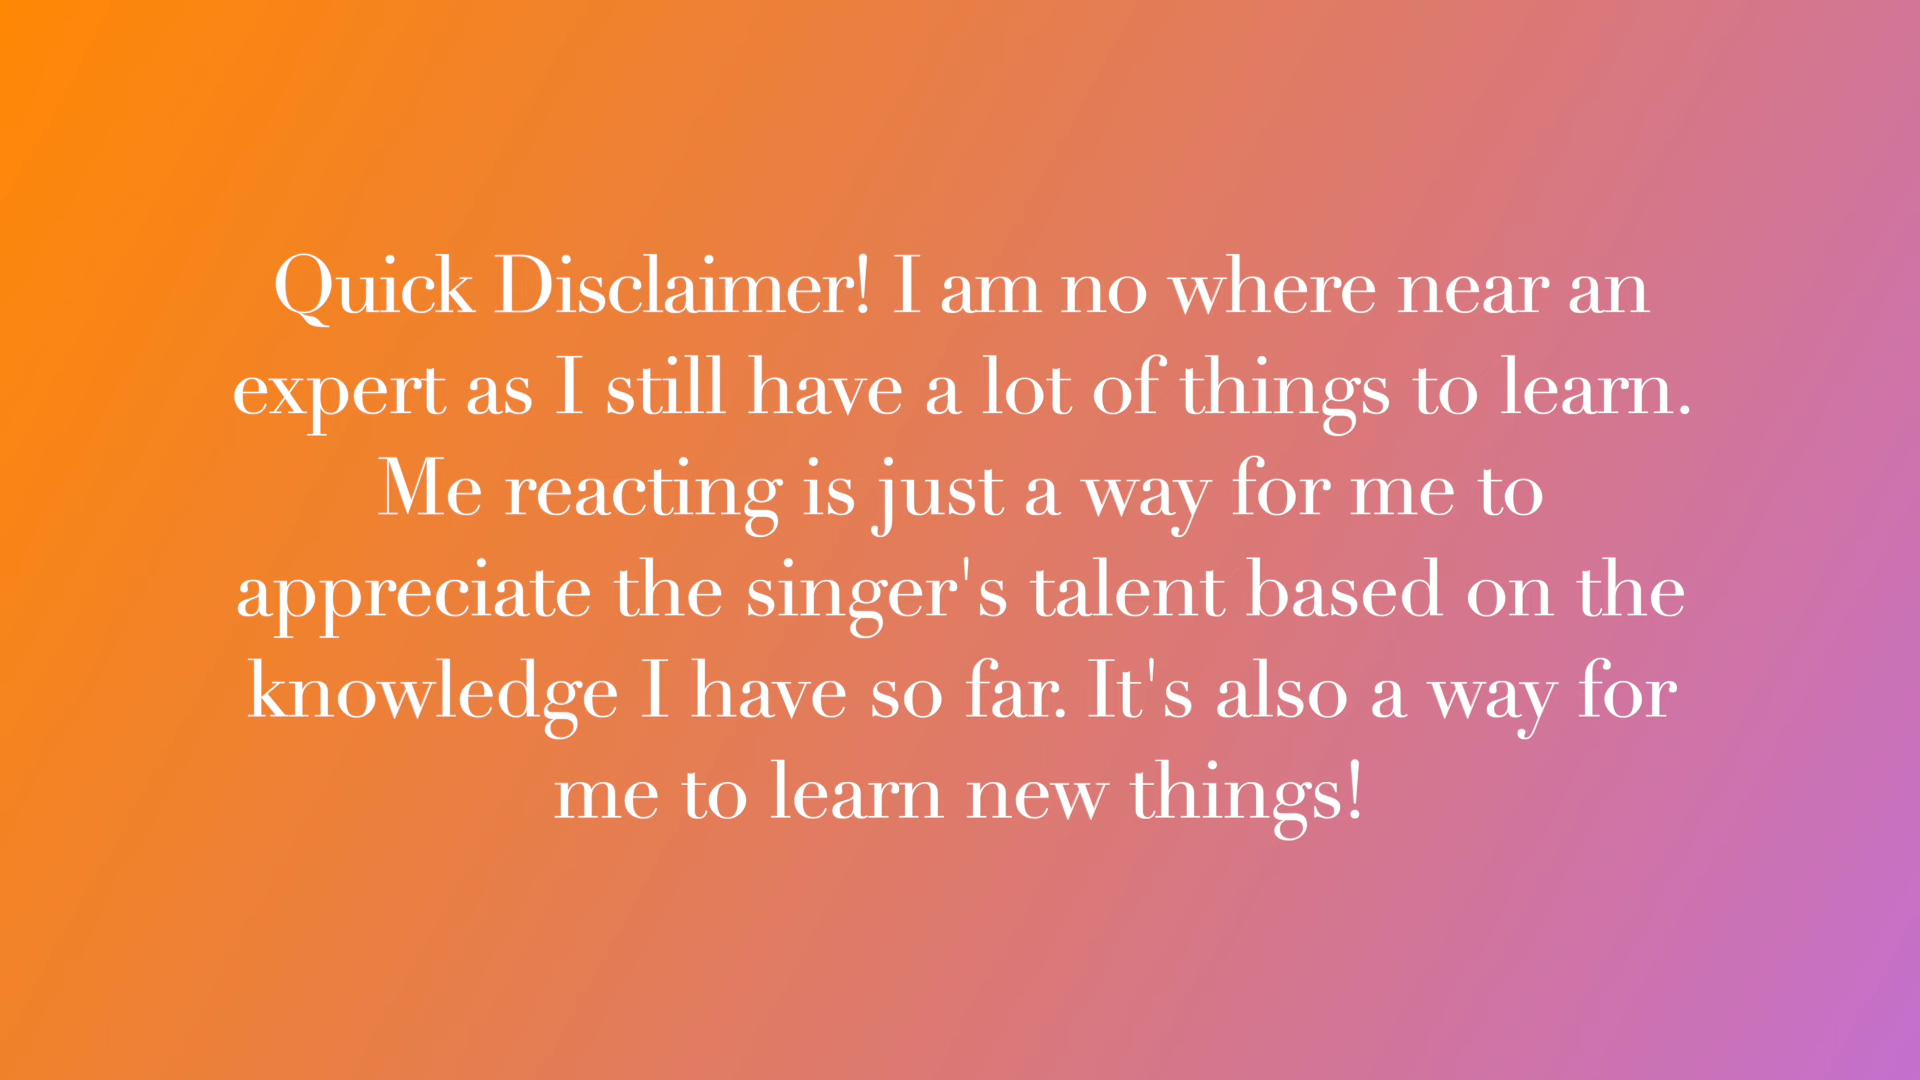 Quick Disclaimer! I am no where near an
expert as I still have a lot of things to learn.
Me reacting is just a way for me to
appreciate the singer's talent based on the
knowledge I have so far. It's also a way for
me to learn new things!